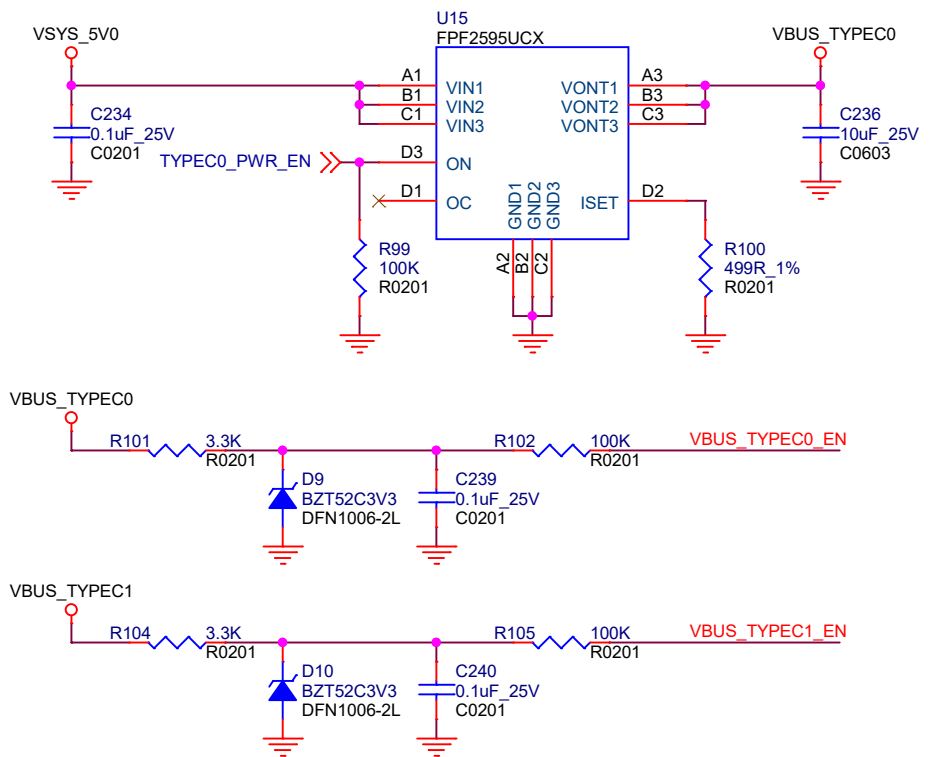 U15
FPF2595UCX
VSYS_5V0
VBUS_TYPEC0
A1
VIN1
VONT1
A3
B1
VIN2
VONT2
B3
C1
VIN3
VONT3
C3
C234
0.1uF_25V
C0201
C236
10uF_25V
C0603
TYPEC0_PWR_EN
D3
ON
D1
OC
GND1
GND2
GND3
ISET
D2
A2
B2
C2
R99
100K
R0201
R100
499R_1%
R0201
VBUS_TYPEC0
R101
3.3K
R0201
R102
100K
R0201
VBUS_TYPEC0_EN
D9
BZT52C3V3
DFN1006-2L
C239
0.1uF_25V
C0201
VBUS_TYPEC1
R104
3.3K
R0201
R105
100K
R0201
VBUS_TYPEC1_EN
D10
BZT52C3V3
DFN1006-2L
C240
0.1uF_25V
C0201